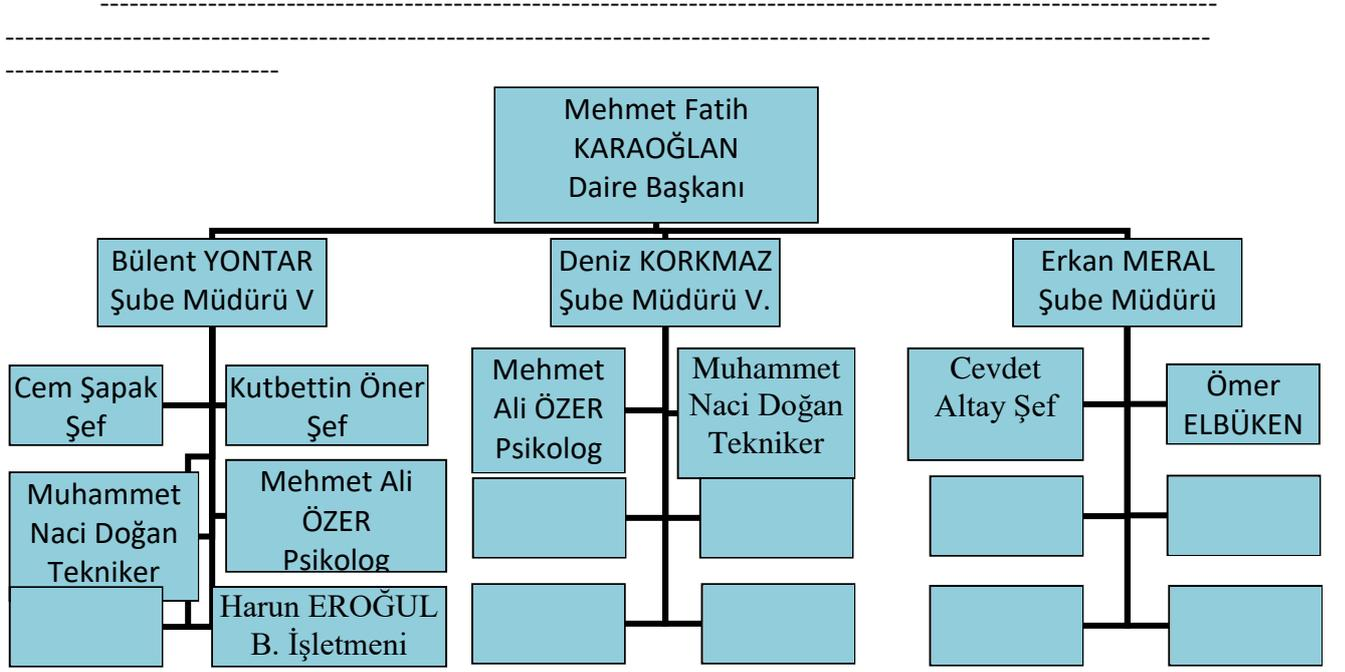 Mehmet Fatih
KARAOĞLAN
Daire Başkanı
Bülent YONTAR
Şube Müdürü V
Deniz KORKMAZ
Şube Müdürü V.
Erkan MERAL
Şube Müdürü
Cem Şapak
Şef
Kutbettin Öner
Şef
Muhammet
Naci Doğan
Tekniker
Mehmet Ali
ÖZER
Psikolog
Harun EROĞUL
B. İşletmeni
Mehmet
Ali ÖZER
Psikolog
Muhammet
Naci Doğan
Tekniker
Cevdet
Altay Şef
Ömer
ELBÜKEN